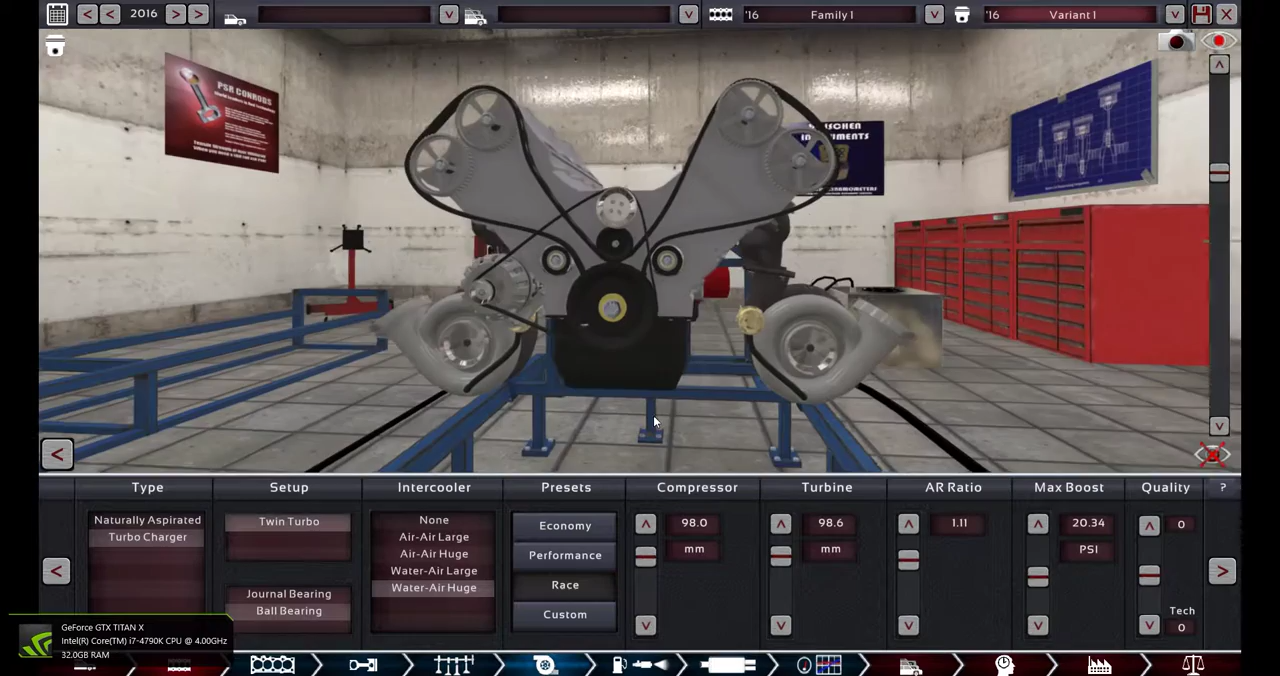 2016
'16
Family 1
'16
Variant 1
PSR CONRODS
INSTRUMENTS
Type
Setup
Intercooler
Presets
Compressor
Turbine
AR Ratio
Max Boost
Quality
?
Naturally Aspirated
Turbo Charger
Twin Turbo
Journal Bearing
Ball Bearing
None
Air-Air Large
Air-Air Huge
Water-Air Large
Water-Air Huge
Economy
Performance
Race
Custom
98.0
mm
98.6
mm
1.11
20.34
PSI
0
Tech
0
GeForce GTX TITAN X
Intel(R) Core(TM) i7-4790K CPU @ 4.00GHz
32.0GB RAM